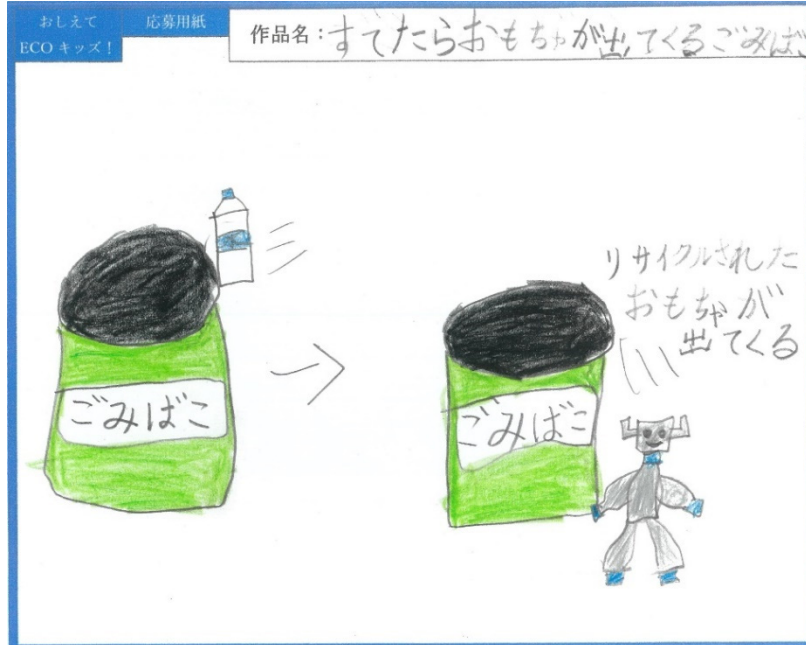 おしえて
ECOキッズ！
応募用紙
作品名：すてたらおもちゃが出てくるごみば
リサイクルされた
おもちゃが
出てくる
ごみばこ
ごみばこ